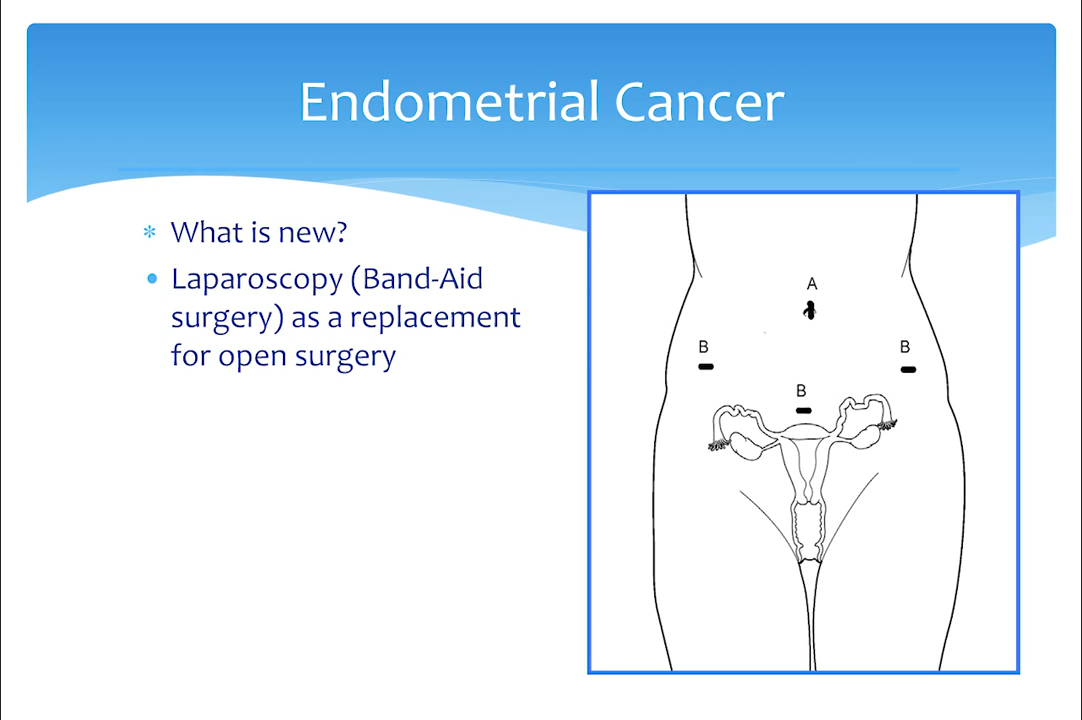 Endometrial Cancer
What is new?
Laparoscopy (Band-Aid
surgery) as a replacement
for open surgery
A
B
B
B